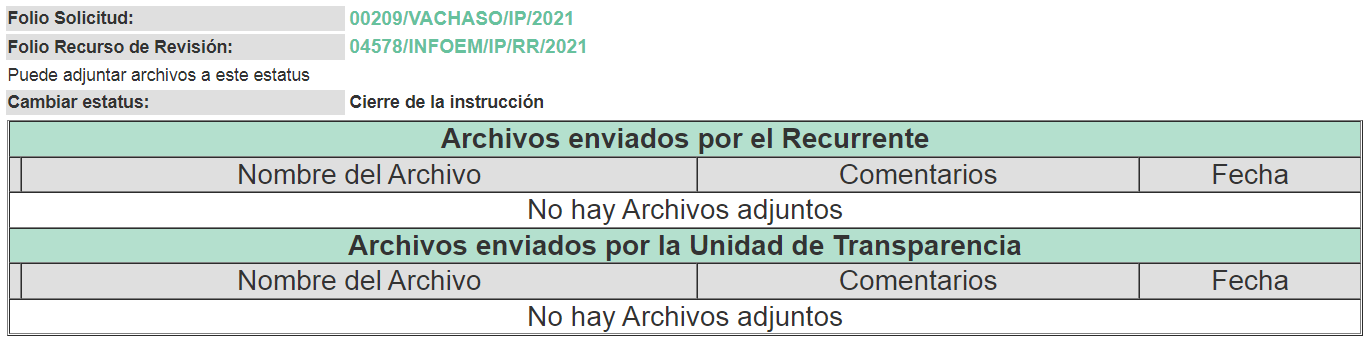 Folio Solicitud: 00209/VACHASO/IP/2021
Folio Recurso de Revisión: 04578/INFOEM/IP/RR/2021
Puede adjuntar archivos a este estatus
Cambiar estatus: Cierre de la instrucción
Archivos enviados por el Recurrente
Nombre del Archivo Comentarios Fecha
No hay Archivos adjuntos
Archivos enviados por la Unidad de Transparencia
Nombre del Archivo Comentarios Fecha
No hay Archivos adjuntos